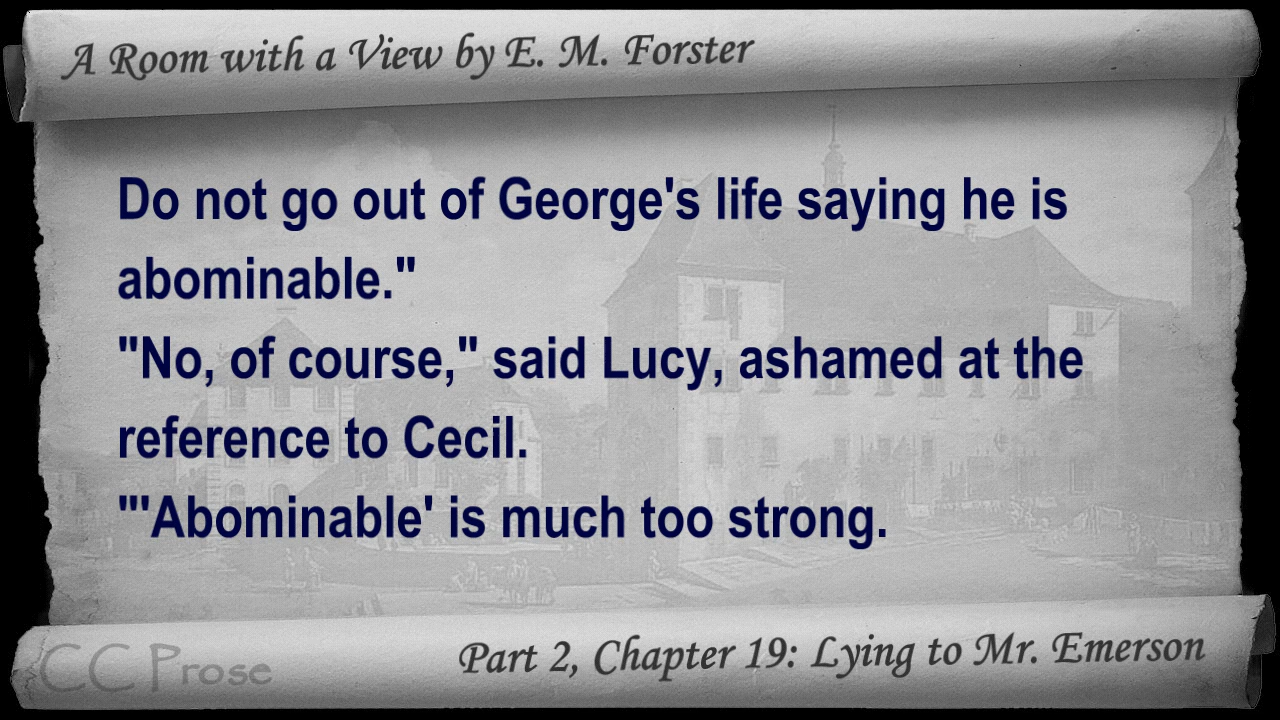 A Room with a View by E. M. Forster
Do not go out of George's life saying he is
abominable."
"No, of course," said Lucy, ashamed at the
reference to Cecil.
"'Abominable' is much too strong.
CC Prose
Part 2, Chapter 19: Lying to Mr. Emerson